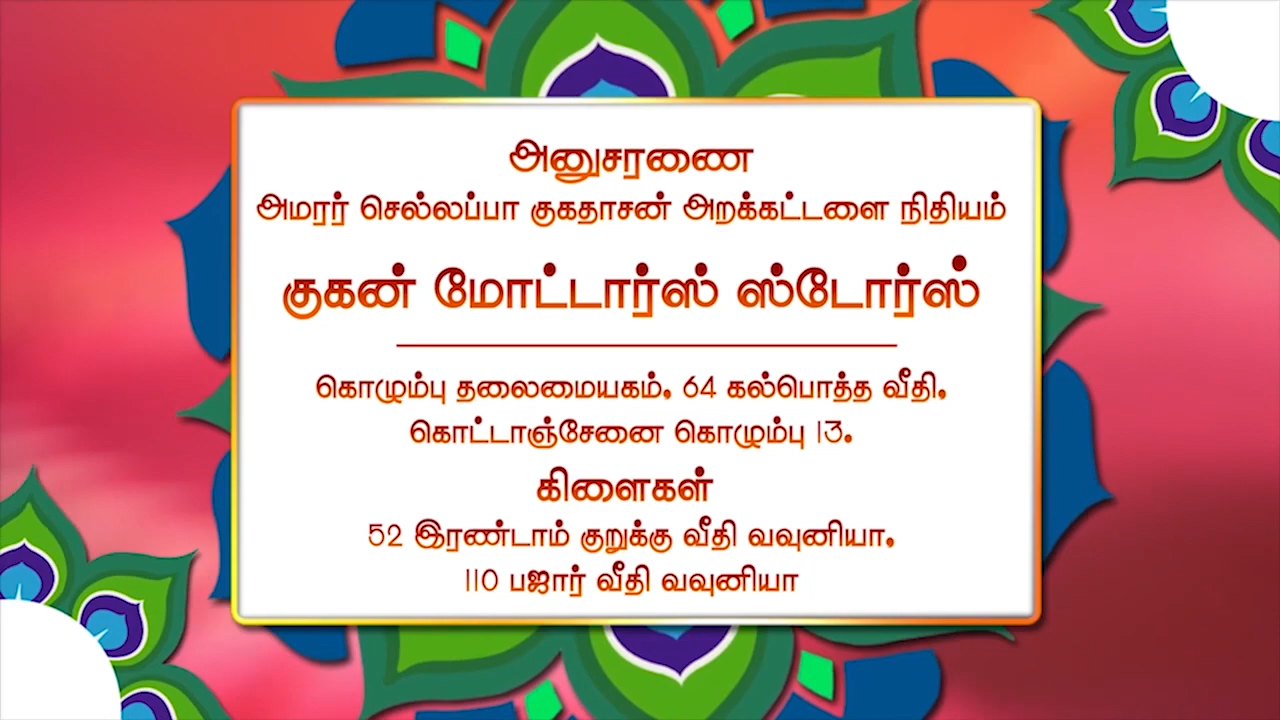 அனுசரணை
அமரர் செல்லப்பா குகதாசன் அறக்கட்டளை நிதியம்
குகன் மோட்டார்ஸ் ஸ்டோர்ஸ்
கொழும்பு தலைமையகம், 64 கல்பொத்த வீதி,
கொட்டாஞ்சேனை கொழும்பு 13.
கிளைகள்
52 இரண்டாம் குறுக்கு வீதி வவுனியா,
110 பஜார் வீதி வவுனியா